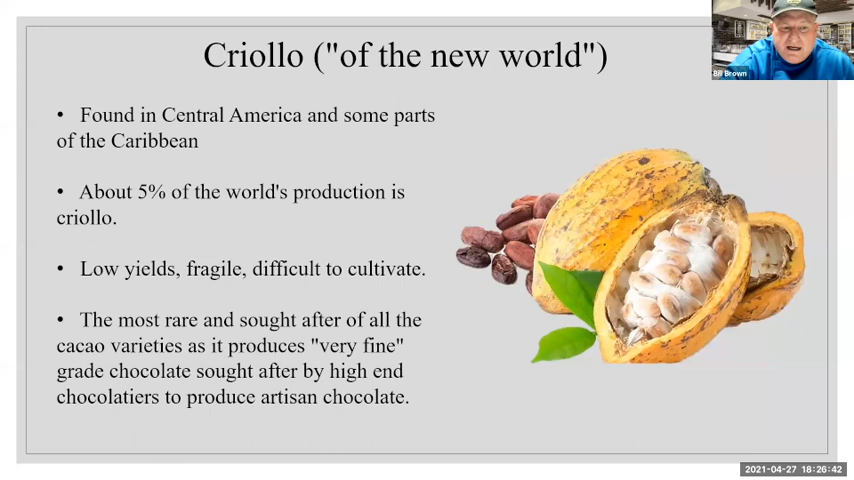 Criollo ("of the new world")
• Found in Central America and some parts
of the Caribbean
• About 5% of the world's production is
criollo.
• Low yields, fragile, difficult to cultivate.
• The most rare and sought after of all the
cacao varieties as it produces "very fine"
grade chocolate sought after by high end
chocolatiers to produce artisan chocolate.
Bill Brown
2021-04-27 18:26:42